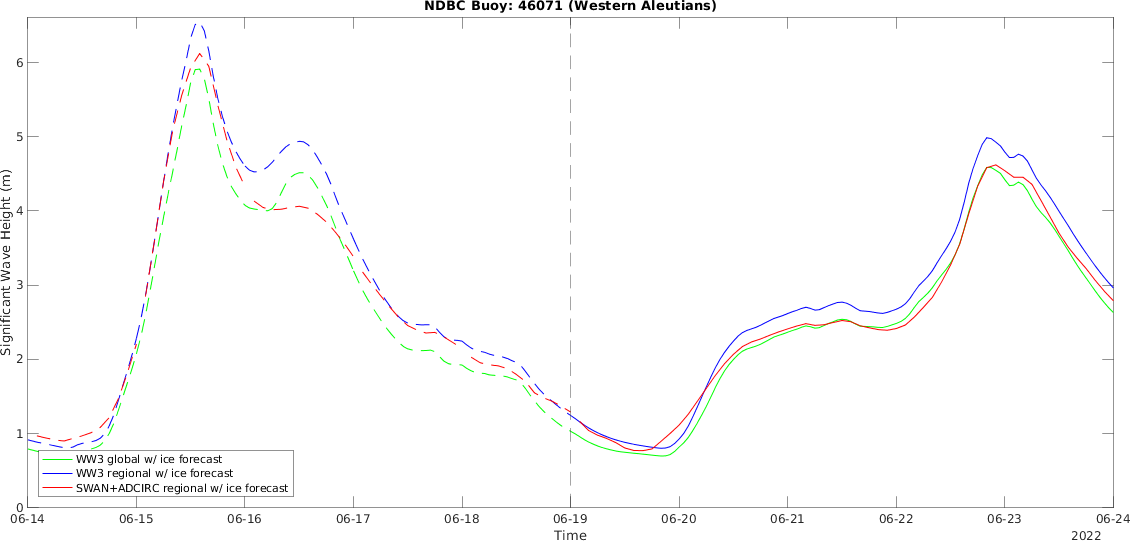 NDBC Buoy: 46071 (Western Aleutians)
Significant Wave Height (m)
6
5
4
3
2
1
0
WW3 global w/ ice forecast
WW3 regional w/ ice forecast
SWAN+ADCIRC regional w/ ice forecast
06-14 06-15 06-16 06-17 06-18 06-19 06-20 06-21 06-22 06-23 06-24
Time
2022